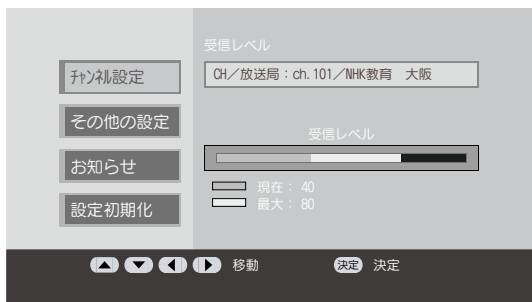 受信レベル
ﾁｬﾝﾈﾙ設定
CH／放送局：ch.101／NHK教育　大阪
その他の設定
受信レベル
お知らせ
現在： 40
最大： 80
設定初期化
移動
決定 決定